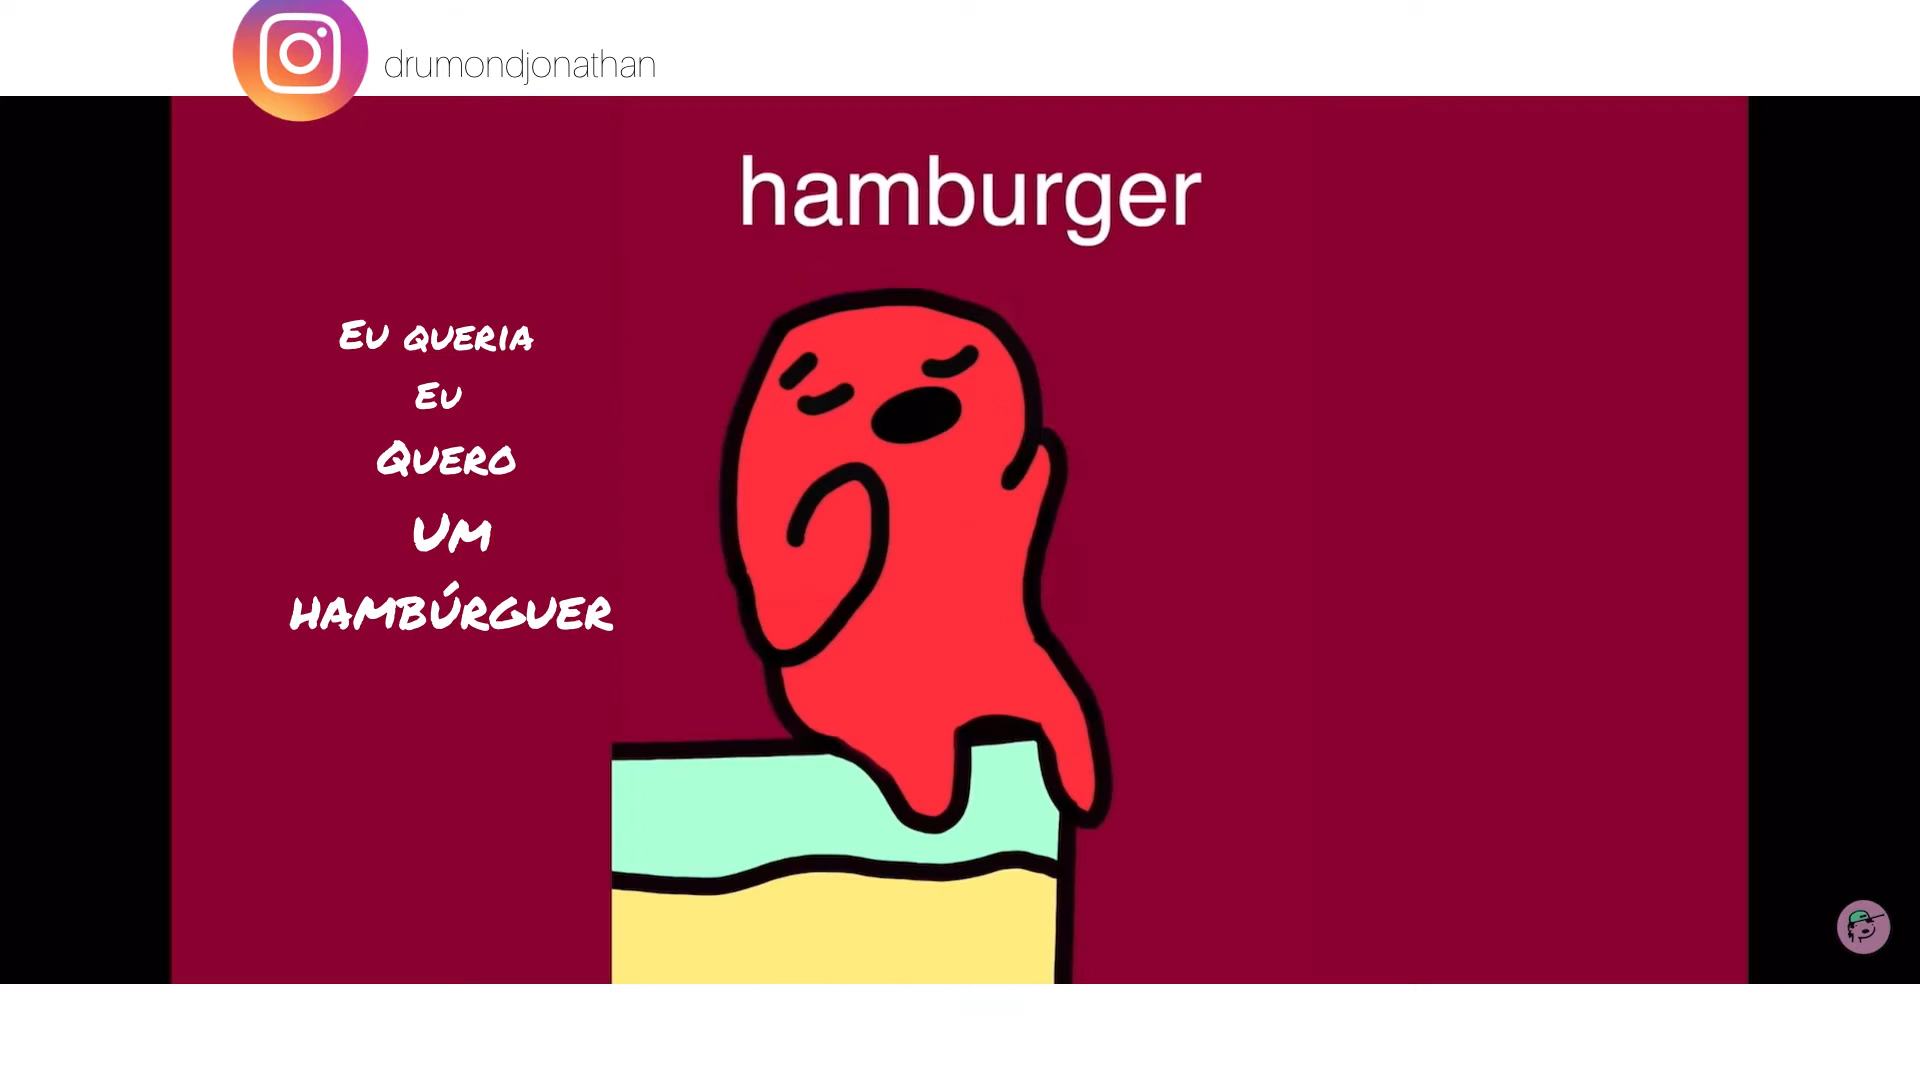 drumondjonathan
hamburger
Eu queria
Eu
Quero
Um
hambúrguer